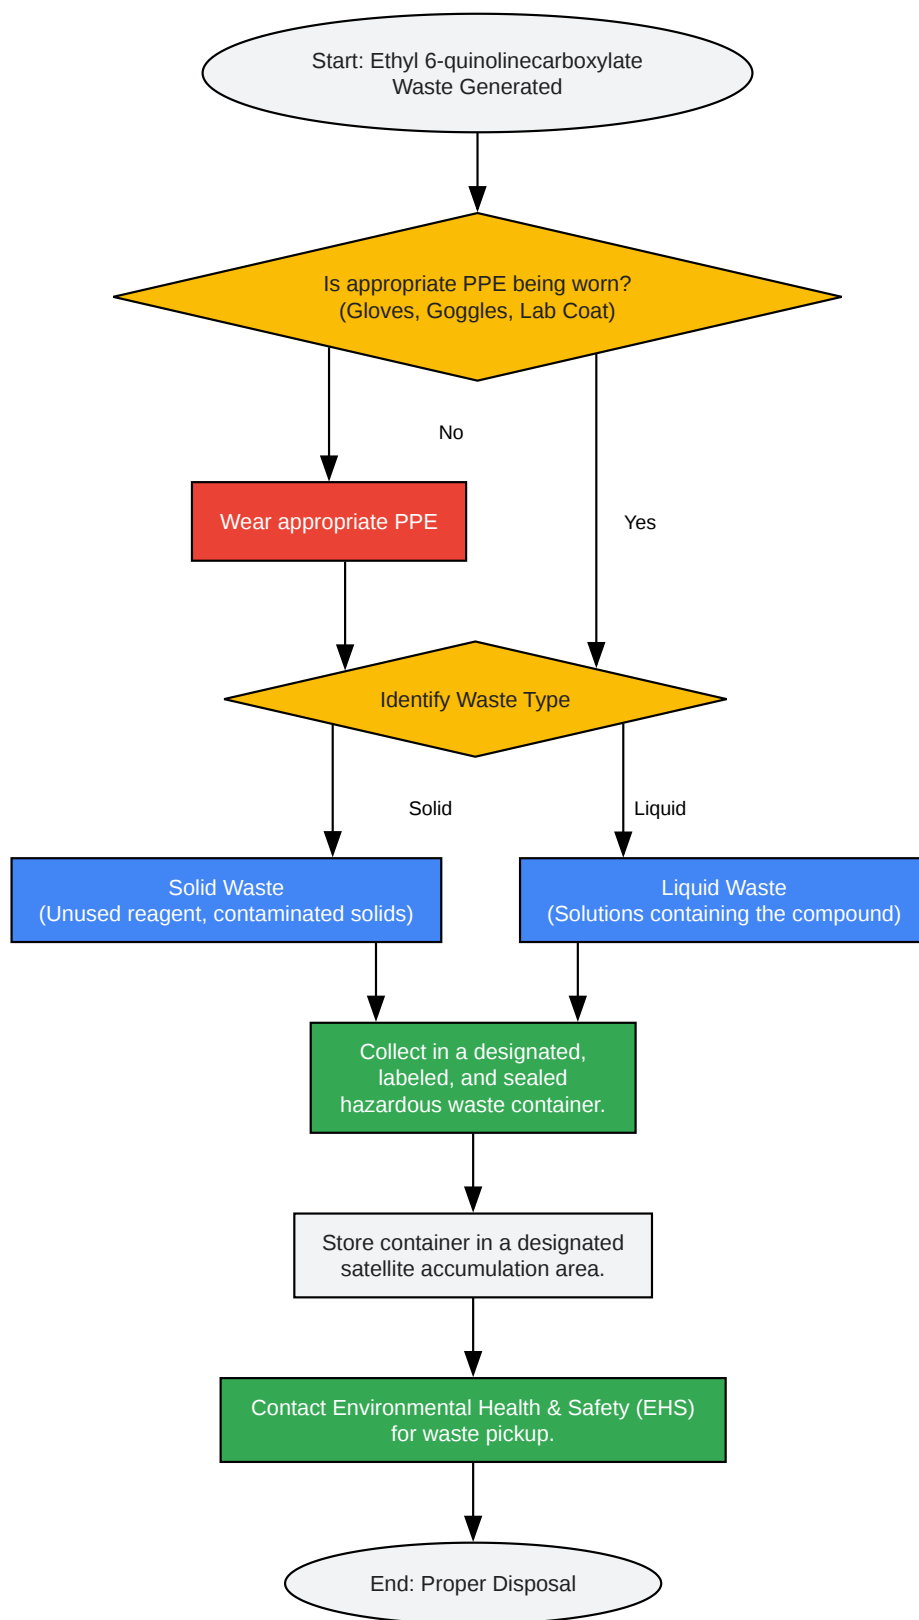 Start: Ethyl 6-quinolinecarboxylate
Waste Generated
Is appropriate PPE being worn?
(Gloves, Goggles, Lab Coat)
No
Wear appropriate PPE
Yes
Identify Waste Type
Solid
Liquid
Solid Waste
(Unused reagent, contaminated solids)
Liquid Waste
(Solutions containing the compound)
Collect in a designated,
labeled, and sealed
hazardous waste container.
Store container in a designated
satellite accumulation area.
Contact Environmental Health & Safety (EHS)
for waste pickup.
End: Proper Disposal